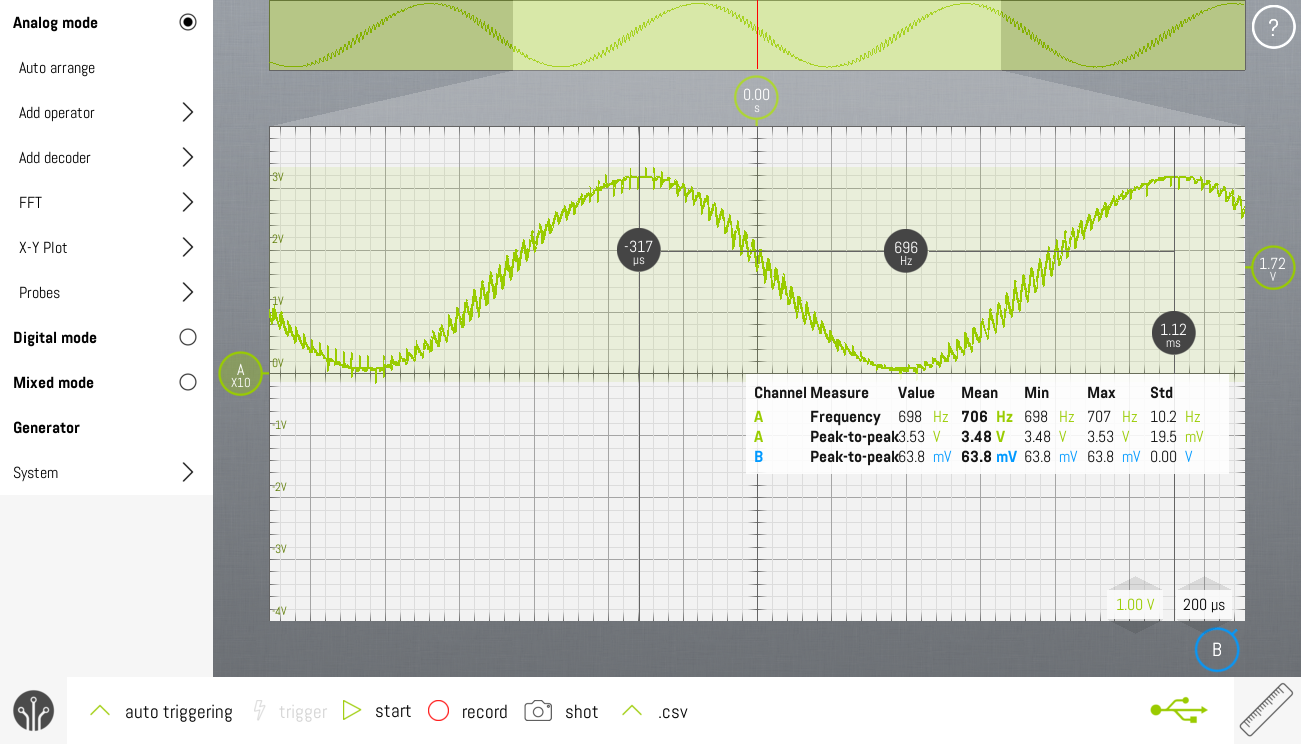 Analog mode
Auto arrange
Add operator
Add decoder
FFT
X-Y Plot
Probes
Digital mode
Mixed mode
Generator
System
?
0.00
s
3V
2V
1V
0V
-1V
-2V
-3V
-4V
-317
µs
696
Hz
1.72
V
1.12
ms
A
X10
Channel Measure Value Mean Min Max Std
A Frequency 698 Hz 706 Hz 698 Hz 707 Hz 10.2 Hz
A Peak-to-peak 3.53 V 3.48 V 3.48 V 3.53 V 19.5 mV
B Peak-to-peak 63.8 mV 63.8 mV 63.8 mV 63.8 mV 0.00 V
1.00 V 200 µs
B
auto triggering trigger start record shot .csv